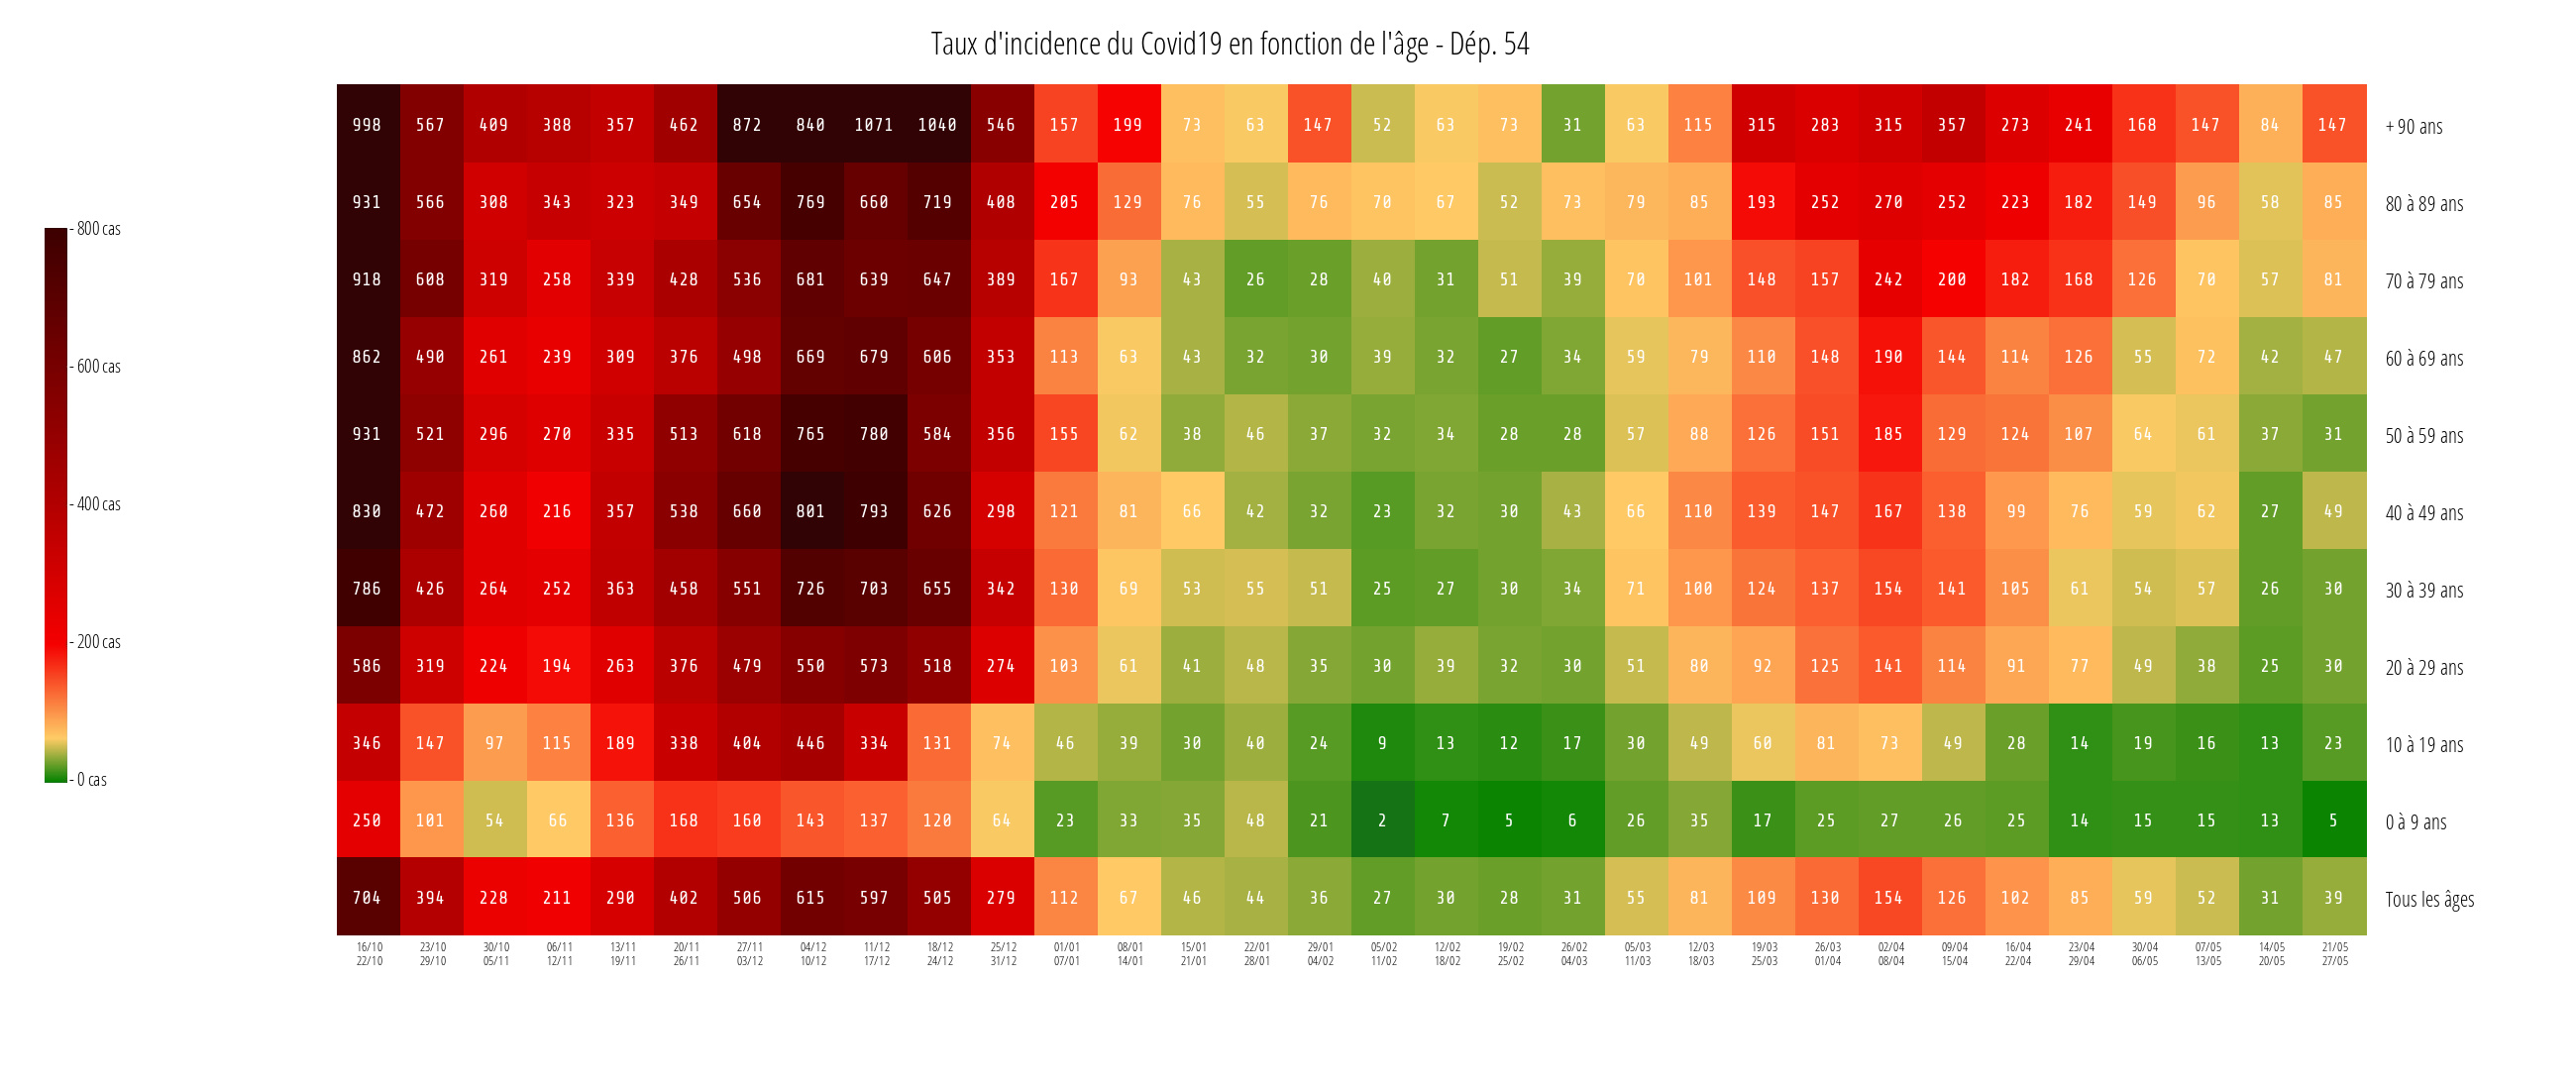 Taux d'incidence du Covid19 en fonction de l'âge - Dép. 54
- 800 cas
- 600 cas
- 400 cas
- 200 cas
- 0 cas
998 567 409 388 357 462 872 840 1071 1040 546 157 199 73 63 147 52 63 73 31 63 115 315 283 315 357 273 241 168 147 84 147 + 90 ans
931 566 308 343 323 349 654 769 660 719 408 205 129 76 55 76 70 67 52 73 79 85 193 252 270 252 223 182 149 96 58 85 80 à 89 ans
918 608 319 258 339 428 536 681 639 647 389 167 93 43 26 28 40 31 51 39 70 101 148 157 242 200 182 168 126 70 57 81 70 à 79 ans
862 490 261 239 309 376 498 669 679 606 353 113 63 43 32 30 39 32 27 34 59 79 110 148 190 144 114 126 55 72 42 47 60 à 69 ans
931 521 296 270 335 513 618 765 780 584 356 155 62 38 46 37 32 34 28 28 57 88 126 151 185 129 124 107 64 61 37 31 50 à 59 ans
830 472 260 216 357 538 660 801 793 626 298 121 81 66 42 32 23 32 30 43 66 110 139 147 167 138 99 76 59 62 27 49 40 à 49 ans
786 426 264 252 363 458 551 726 703 655 342 130 69 53 55 51 25 27 30 34 71 100 124 137 154 141 105 61 54 57 26 30 30 à 39 ans
586 319 224 194 263 376 479 550 573 518 274 103 61 41 48 35 30 39 32 30 51 80 92 125 141 114 91 77 49 38 25 30 20 à 29 ans
346 147 97 115 189 338 404 446 334 131 74 46 39 30 40 24 9 13 12 17 30 49 60 81 73 49 28 14 19 16 13 23 10 à 19 ans
250 101 54 66 136 168 160 143 137 120 64 23 33 35 48 21 2 7 5 6 26 35 17 25 27 26 25 14 15 15 13 5 0 à 9 ans
704 394 228 211 290 402 506 615 597 505 279 112 67 46 44 36 27 30 28 31 55 81 109 130 154 126 102 85 59 52 31 39 Tous les âges
16/10 23/10 30/10 06/11 13/11 20/11 27/11 04/12 11/12 18/12 25/12 01/01 08/01 15/01 22/01 29/01 05/02 12/02 19/02 26/02 05/03 12/03 19/03 26/03 02/04 09/04 16/04 23/04 30/04 07/05 14/05 21/05
22/10 29/10 05/11 12/11 19/11 26/11 03/12 10/12 17/12 24/12 31/12 07/01 14/01 21/01 28/01 04/02 11/02 18/02 25/02 04/03 11/03 18/03 25/03 01/04 08/04 15/04 22/04 29/04 06/05 13/05 20/05 27/05